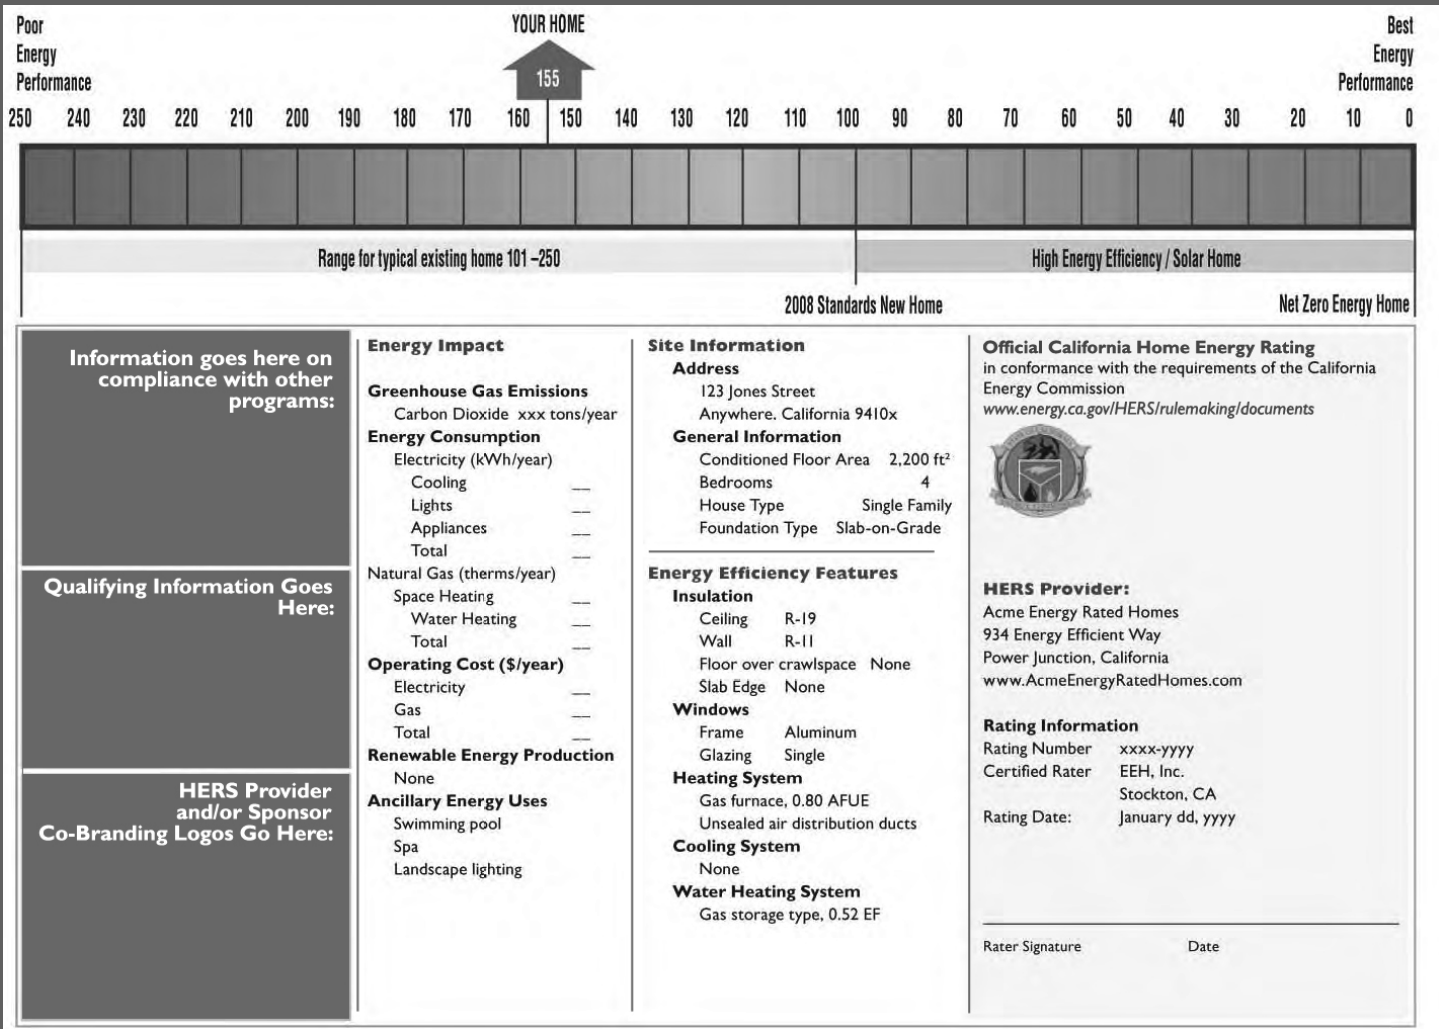 Poor
Energy
Performance
YOUR HOME
155
Best
Energy
Performance
250 240 230 220 210 200 190 180 170 160 150 140 130 120 110 100 90 80 70 60 50 40 30 20 10 0
Range for typical existing home 101 –250
High Energy Efficiency / Solar Home
2008 Standards New Home
Net Zero Energy Home
Information goes here on
compliance with other
programs:
Qualifying Information Goes
Here:
HERS Provider
and/or Sponsor
Co-Branding Logos Go Here:
Energy Impact
Greenhouse Gas Emissions
Carbon Dioxide xxx tons/year
Energy Consumption
Electricity (kWh/year)
Cooling __
Lights __
Appliances __
Total __
Natural Gas (therms/year)
Space Heating __
Water Heating __
Total __
Operating Cost ($/year)
Electricity __
Gas __
Total __
Renewable Energy Production
None
Ancillary Energy Uses
Swimming pool
Spa
Landscape lighting
Site Information
Address
123 Jones Street
Anywhere. California 9410x
General Information
Conditioned Floor Area 2,200 ft²
Bedrooms 4
House Type Single Family
Foundation Type Slab-on-Grade
Energy Efficiency Features
Insulation
Ceiling R-19
Wall R-11
Floor over crawlspace None
Slab Edge None
Windows
Frame Aluminum
Glazing Single
Heating System
Gas furnace, 0.80 AFUE
Unsealed air distribution ducts
Cooling System
None
Water Heating System
Gas storage type, 0.52 EF
Official California Home Energy Rating
in conformance with the requirements of the California
Energy Commission
www.energy.ca.gov/HERS/rulemaking/documents
HERS Provider:
Acme Energy Rated Homes
934 Energy Efficient Way
Power Junction, California
www.AcmeEnergyRatedHomes.com
Rating Information
Rating Number xxxx-yyyy
Certified Rater EEH, Inc.
Stockton, CA
Rating Date: January dd, yyyy
Rater Signature Date